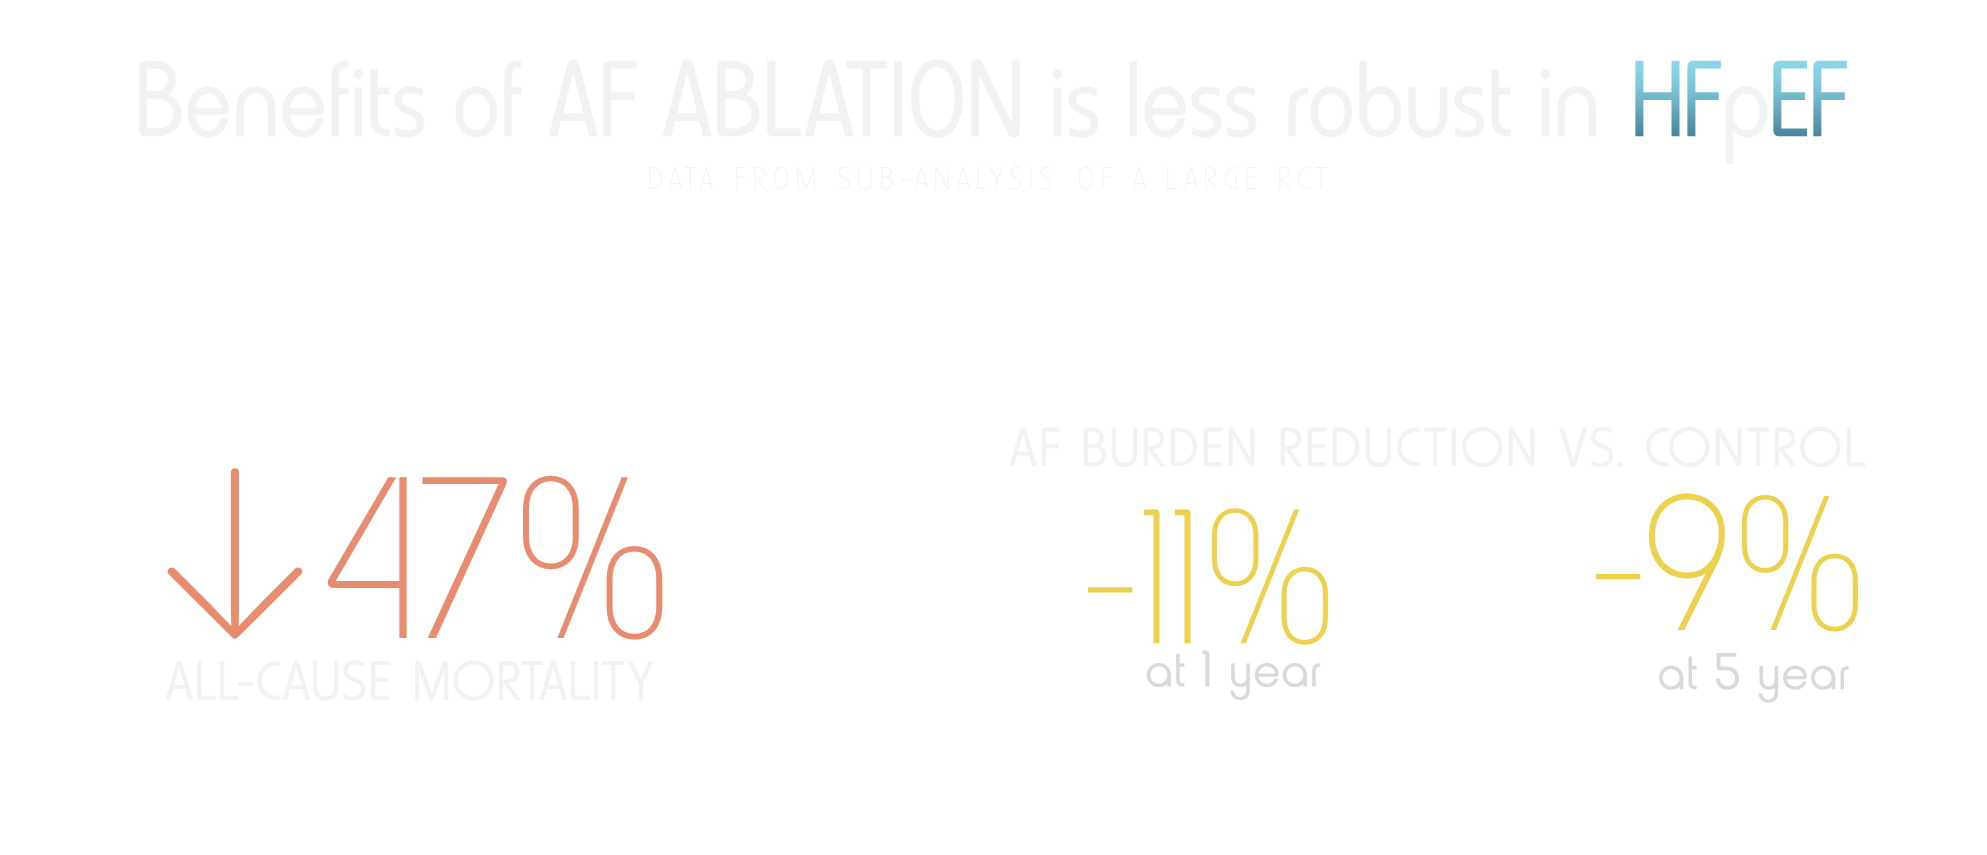 Benefits of AF ABLATION is less robust in HFpEF
DATA FROM SUB-ANALYSIS OF A LARGE RCT
↓47%
ALL-CAUSE MORTALITY
AF BURDEN REDUCTION VS. CONTROL
-11%
at 1 year
-9%
at 5 year